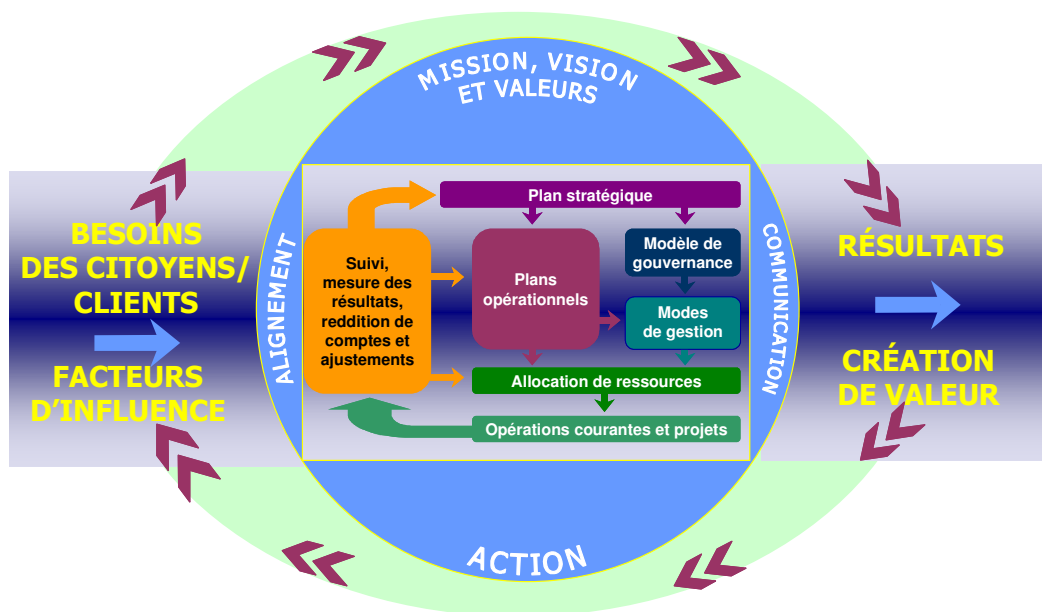 MISSION, VISION
ET VALEURS
BESOINS
DES CITOYENS/
CLIENTS
FACTEURS
D'INFLUENCE
ALIGNEMENT
Plan stratégique
Suivi,
mesure des
résultats,
reddition de
comptes et
ajustements
Plans
opérationnels
Modèle de
gouvernance
Modes
de gestion
Allocation de ressources
Opérations courantes et projets
COMMUNICATION
RÉSULTATS
CRÉATION
DE VALEUR
ACTION